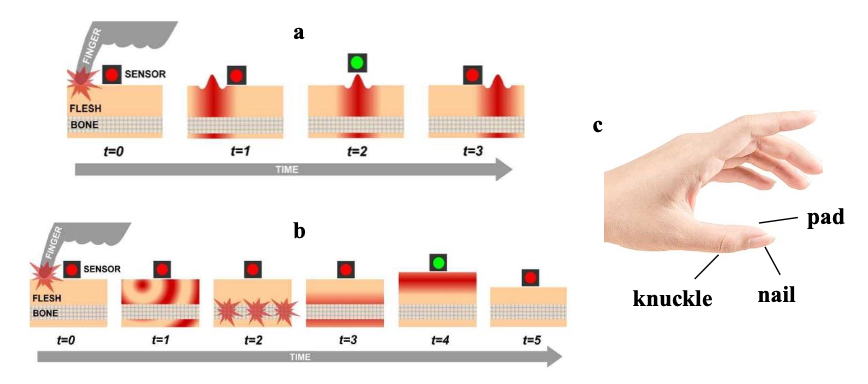 a
FINGER
SENSOR
FLESH
BONE
t=0
t=1
t=2
t=3
TIME
b
FINGER
SENSOR
FLESH
BONE
t=0
t=1
t=2
t=3
t=4
t=5
TIME
c
pad
knuckle
nail